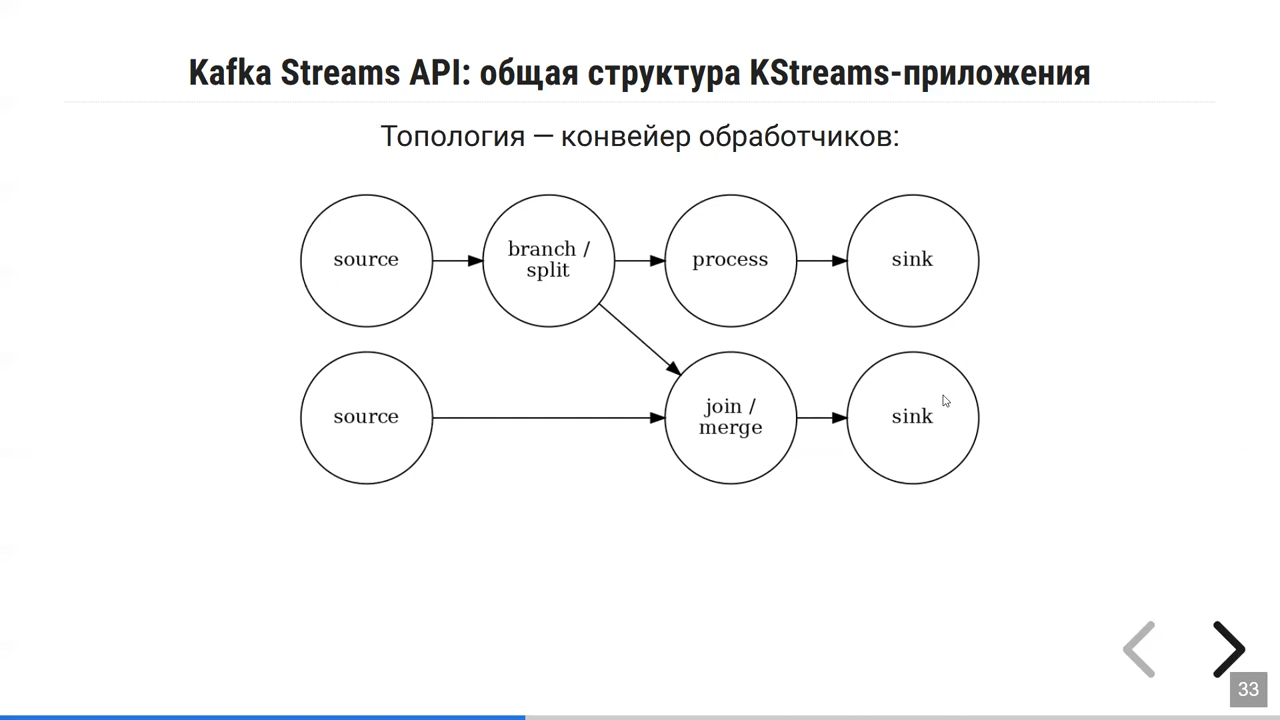 Kafka Streams API: общая структура KStreams-приложения
Топология — конвейер обработчиков:
source
branch /
split
process
sink
source
join /
merge
sink
33